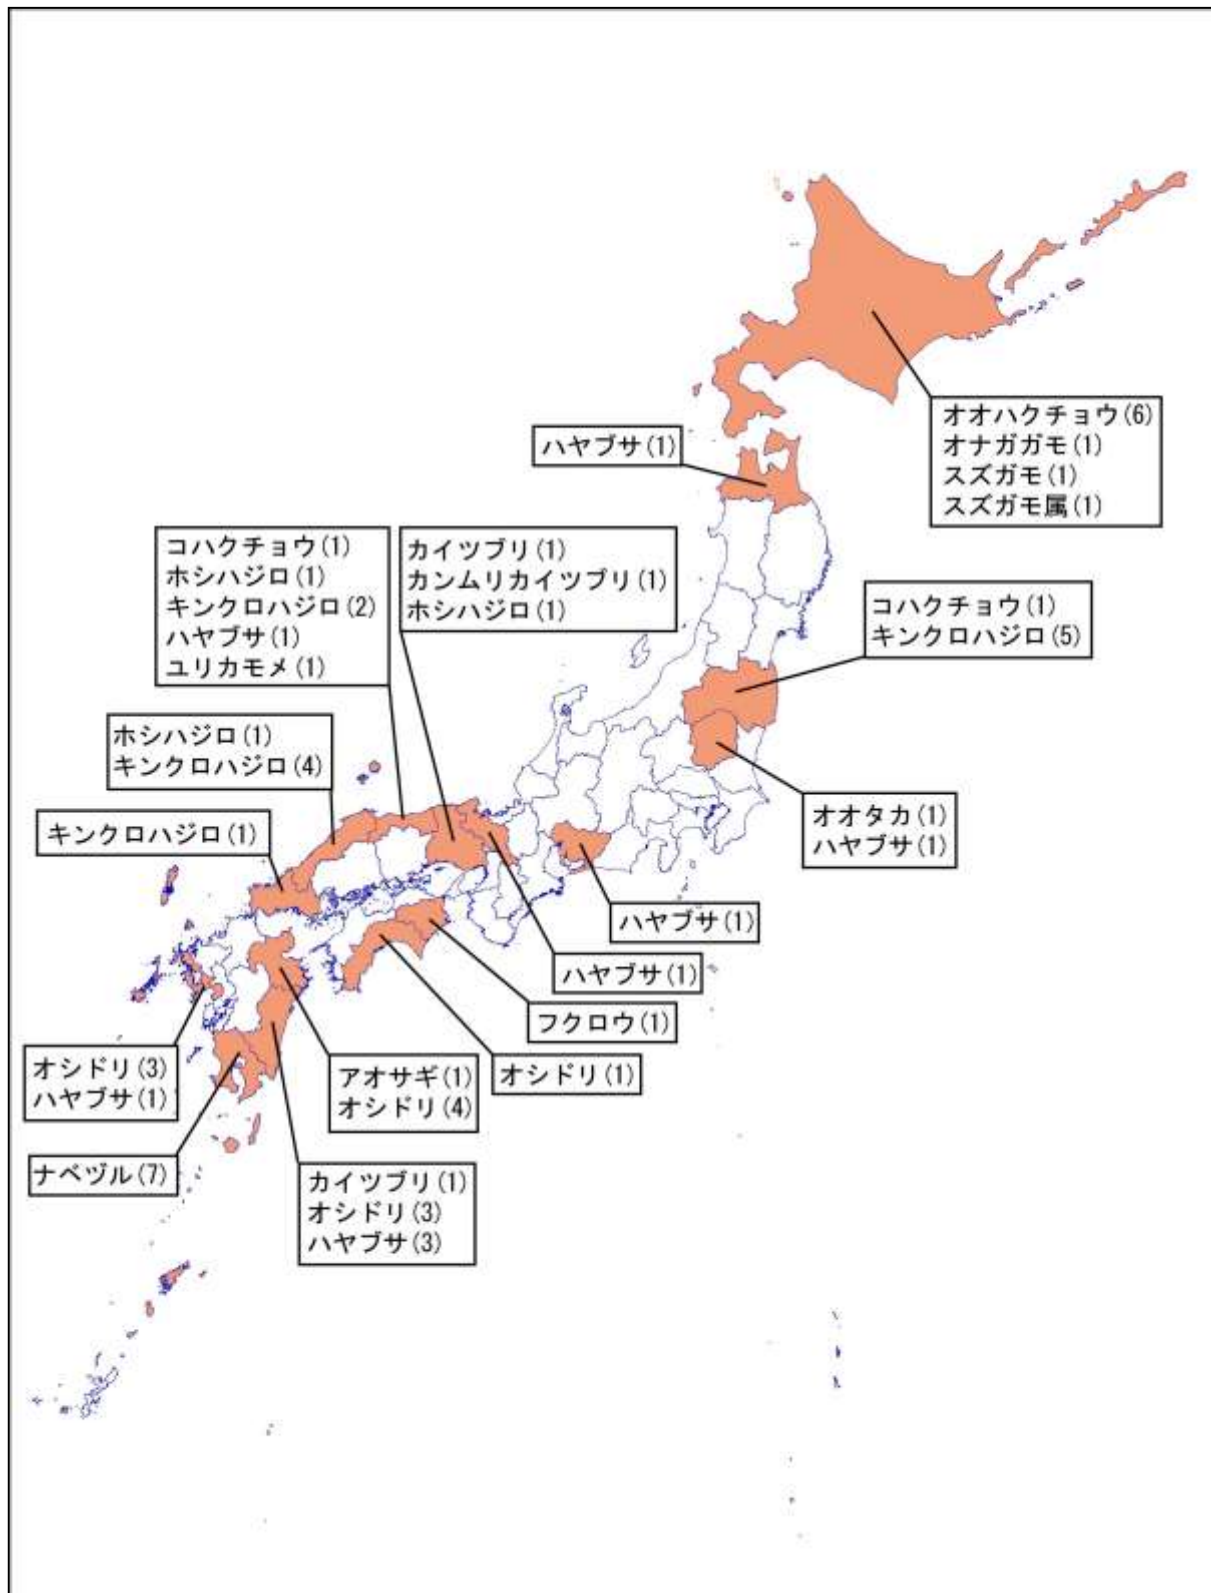 オオハクチョウ(6)
オナガガモ(1)
スズガモ(1)
スズガモ属(1)
ハヤブサ(1)
コハクチョウ(1)
ホシハジロ(1)
キンクロハジロ(2)
ハヤブサ(1)
ユリカモメ(1)
カイツブリ(1)
カンムリカイツブリ(1)
ホシハジロ(1)
コハクチョウ(1)
キンクロハジロ(5)
ホシハジロ(1)
キンクロハジロ(4)
キンクロハジロ(1)
オオタカ(1)
ハヤブサ(1)
ハヤブサ(1)
ハヤブサ(1)
フクロウ(1)
オシドリ(3)
ハヤブサ(1)
アオサギ(1)
オシドリ(4)
オシドリ(1)
ナベヅル(7)
カイツブリ(1)
オシドリ(3)
ハヤブサ(3)